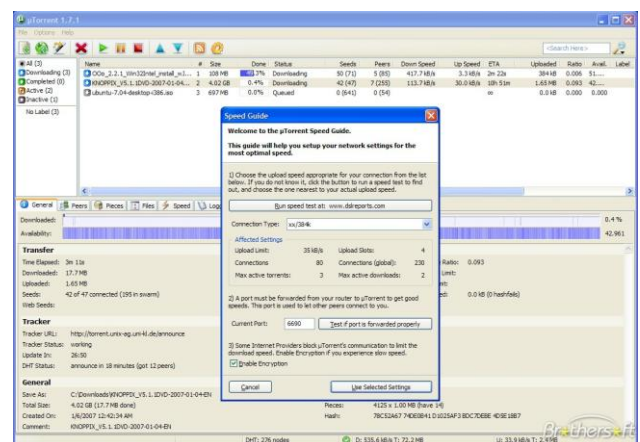 µTorrent 1.7.1
File Options Help
<Search Here>
All (3)
Downloading (3)
Completed (0)
Active (2)
Inactive (1)
No Label (3)
Name # Size Done Status Seeds Peers Down Speed Up Speed ETA Uploaded Ratio Avail. Label
OOo_2.2.1_Win32Intel_install_w... 1 108 MB Downloading 50 (71) 5 (85) 417.7 kB/s 3.3 kB/s 2m 22s 384 kB 0.006 51....
KNOPPIX_V5.1.1DVD-2007-01-04... 2 4.02 GB 0.4% Downloading 42 (47) 7 (255) 113.7 kB/s 30.0 kB/s 10h 51m 1.65 MB 0.093 42....
ubuntu-7.04-desktop-i386.iso 3 697 MB 0.0% Queued 0 (641) 0 (54) ∞ 0.0 kB 0.000 0.000
Speed Guide
Welcome to the µTorrent Speed Guide.
This guide will help you setup your network settings for the
most optimal speed.
1) Choose the upload speed appropriate for your connection from the list
below. If you do not know it, click the button to run a speed test to find
out, and choose the one nearest to your actual upload speed.
Run speed test at: www.dslreports.com
Connection Type: xx/384k
Affected Settings
Upload Limit: 35 kB/s Upload Slots: 4
Connections 80 Connections (global): 230
Max active torrents: 3 Max active downloads: 2
2) A port must be forwarded from your router to µTorrent to get good
speeds. This port is used to let other peers connect to you.
Current Port: 6690 Test if port is forwarded properly
3) Some Internet Providers block µTorrent's communication to limit the
download speed. Enable Encryption if you experience slow speed.
Enable Encryption
Cancel Use Selected Settings
General Peers Pieces Files Speed
Downloaded: 0.4 %
Availability: 42.961
Transfer
Time Elapsed: 3m 11s Ratio: 0.093
Downloaded: 17.7 MB Limit:
Uploaded: 1.65 MB
Seeds: 42 of 47 connected (195 in swarm) 0.0 kB (0 hashfails)
Web Seeds:
Tracker
Tracker URL: http://torrent.unix-ag.uni-kl.de/announce
Tracker Status: working
Update In: 26:50
DHT Status: announce in 18 minutes (got 12 peers)
General
Save As: C:\Downloads\KNOPPIX_V5.1.1DVD-2007-01-04-EN
Total Size: 4.02 GB (17.7 MB done) Pieces: 4125 x 1.00 MB (have 14)
Created On: 1/6/2007 12:42:34 AM Hash:
Comment: KNOPPIX_V5.1.1DVD-2007-01-04-EN
DHT: 276 nodes D: 535.6 kB/s T: 72.2 MB
Brothersoft